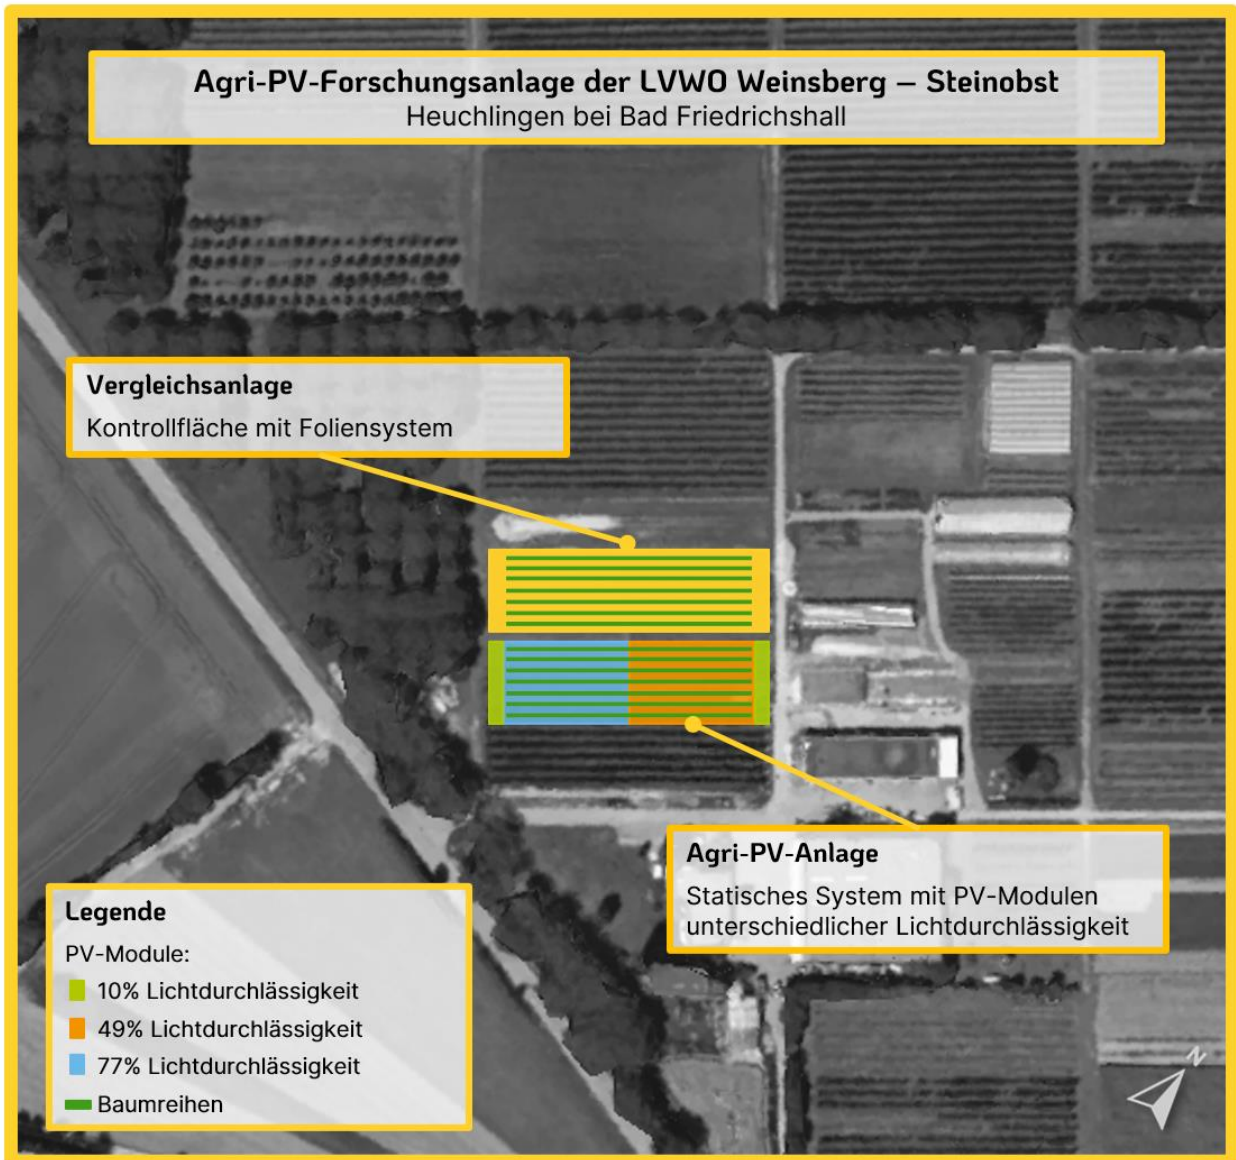 Agri-PV-Forschungsanlage der LVWO Weinsberg – Steinobst
Heuchlingen bei Bad Friedrichshall
Vergleichsanlage
Kontrollfläche mit Foliensystem
Agri-PV-Anlage
Statisches System mit PV-Modulen
unterschiedlicher Lichtdurchlässigkeit
Legende
PV-Module:
10% Lichtdurchlässigkeit
49% Lichtdurchlässigkeit
77% Lichtdurchlässigkeit
Baumreihen
N